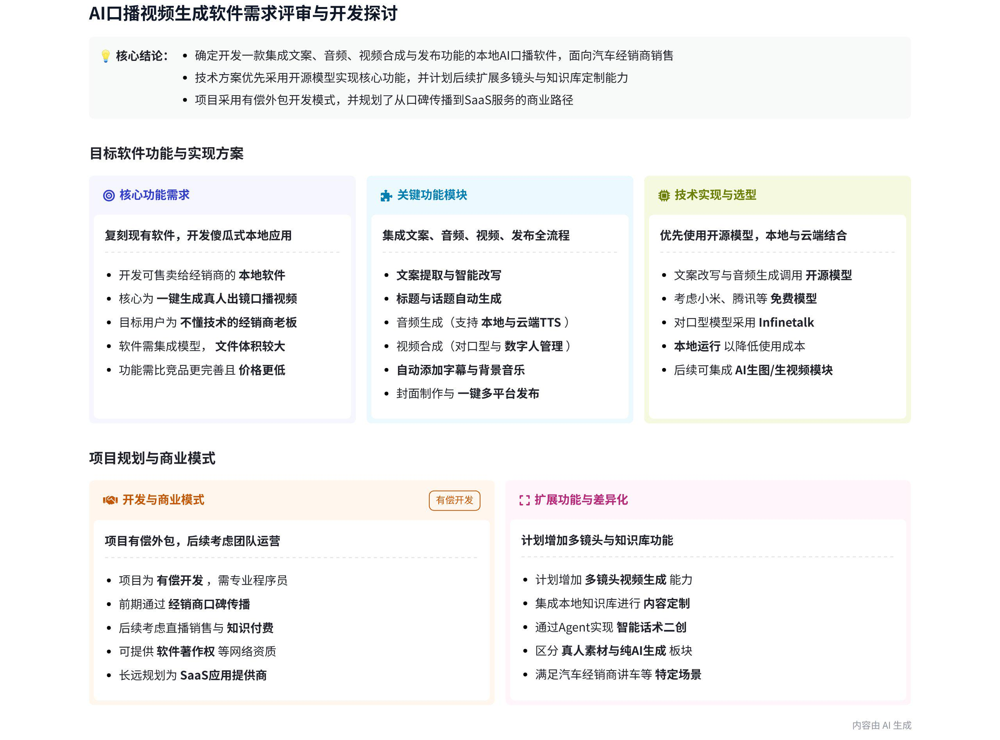 AI口播视频生成软件需求评审与开发探讨
💡 核心结论：
• 确定开发一款集成文案、音频、视频合成与发布功能的本地AI口播软件，面向汽车经销商销售
• 技术方案优先采用开源模型实现核心功能，并计划后续扩展多镜头与知识库定制能力
• 项目采用有偿外包开发模式，并规划了从口碑传播到SaaS服务的商业路径
目标软件功能与实现方案
核心功能需求
复刻现有软件，开发傻瓜式本地应用
• 开发可售卖给经销商的 本地软件
• 核心为 一键生成真人出镜口播视频
• 目标用户为 不懂技术的经销商老板
• 软件需集成模型， 文件体积较大
• 功能需比竞品更完善且 价格更低
关键功能模块
集成文案、音频、视频、发布全流程
• 文案提取与智能改写
• 标题与话题自动生成
• 音频生成（支持 本地与云端TTS ）
• 视频合成（对口型与 数字人管理 ）
• 自动添加字幕与背景音乐
• 封面制作与 一键多平台发布
技术实现与选型
优先使用开源模型，本地与云端结合
• 文案改写与音频生成调用 开源模型
• 考虑小米、腾讯等 免费模型
• 对口型模型采用 Infinetalk
• 本地运行 以降低使用成本
• 后续可集成 AI生图/生视频模块
项目规划与商业模式
开发与商业模式
有偿开发
项目有偿外包，后续考虑团队运营
• 项目为 有偿开发 ，需专业程序员
• 前期通过 经销商口碑传播
• 后续考虑直播销售与 知识付费
• 可提供 软件著作权 等网络资质
• 长远规划为 SaaS应用提供商
扩展功能与差异化
计划增加多镜头与知识库功能
• 计划增加 多镜头视频生成 能力
• 集成本地知识库进行 内容定制
• 通过Agent实现 智能话术二创
• 区分 真人素材与纯AI生成 板块
• 满足汽车经销商讲车等 特定场景
内容由 AI 生成